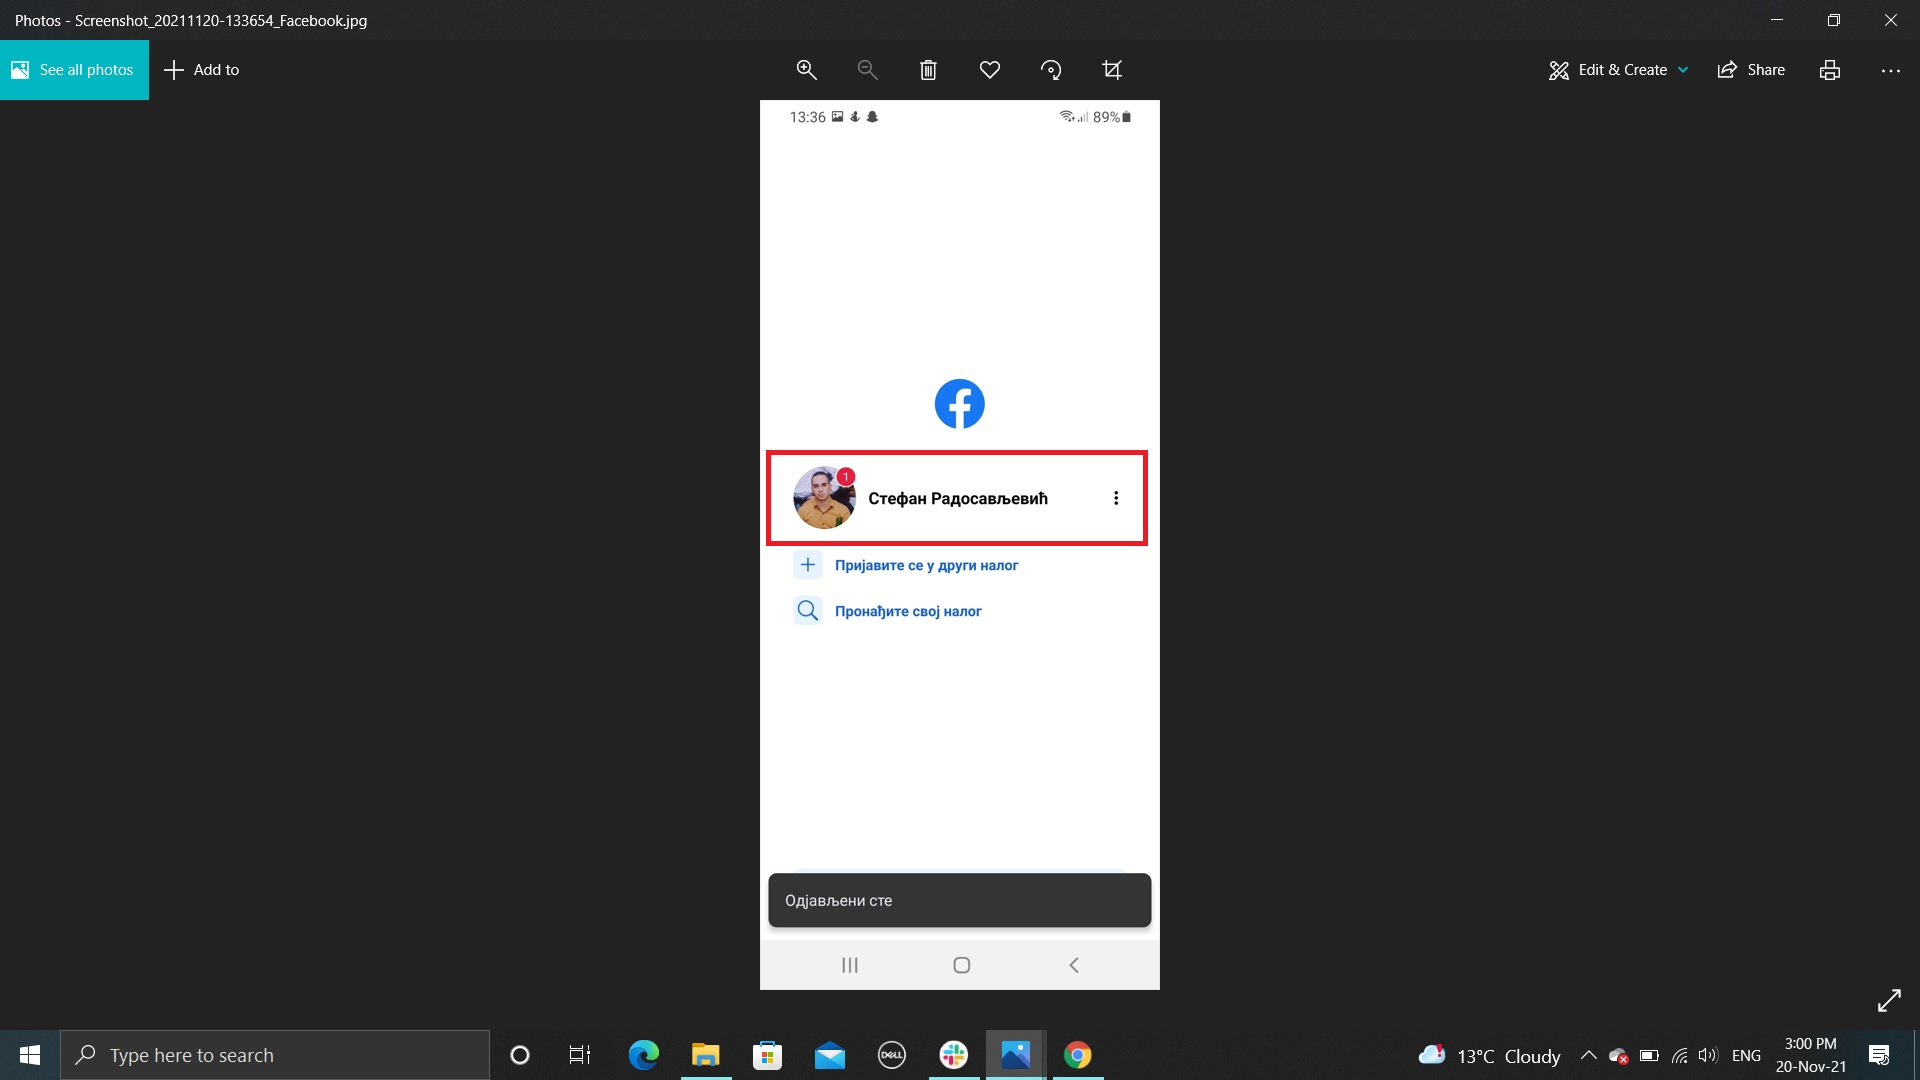 Photos - Screenshot_20211120-133654_Facebook.jpg
See all photos
Add to
Edit & Create
Share
13:36
89%
1
Стефан Радосављевић
Пријавите се у други налог
Пронађите свој налог
Одјављени сте
Type here to search
DELL
13°C Cloudy
ENG
3:00 PM
20-Nov-21